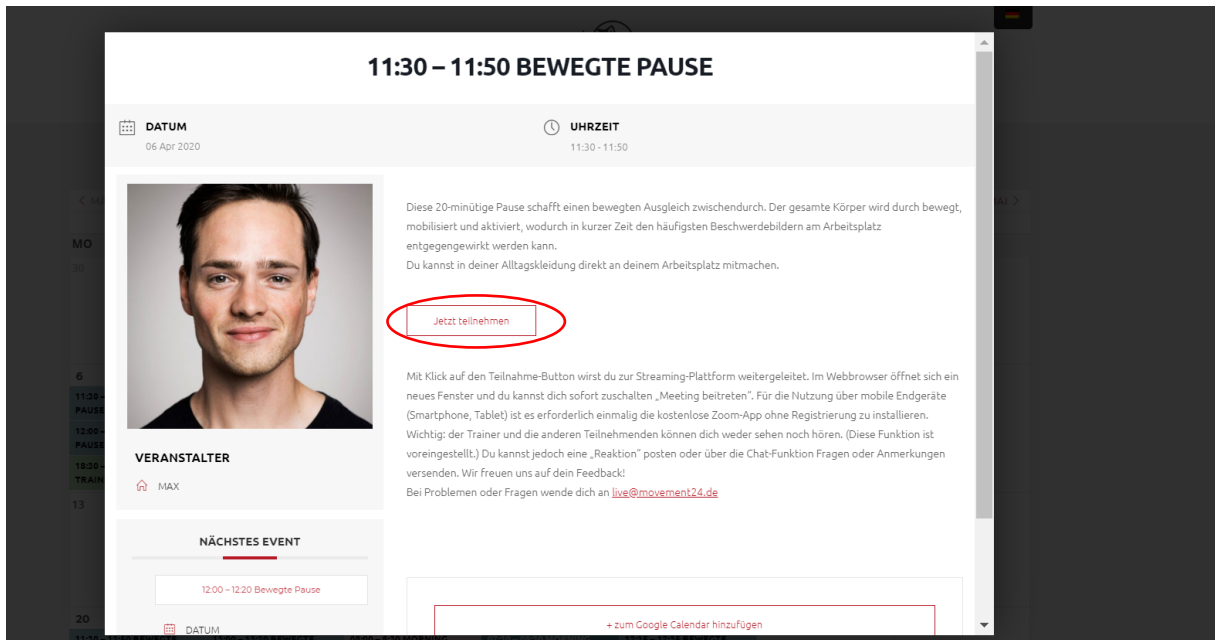 11:30 – 11:50 BEWEGTE PAUSE
DATUM
06 Apr 2020
UHRZEIT
11:30 - 11:50
Diese 20-minütige Pause schafft einen bewegten Ausgleich zwischendurch. Der gesamte Körper wird durch bewegt,
mobilisiert und aktiviert, wodurch in kurzer Zeit den häufigsten Beschwerdebildern am Arbeitsplatz
entgegengewirkt werden kann.
Du kannst in deiner Alltagskleidung direkt an deinem Arbeitsplatz mitmachen.
Jetzt teilnehmen
Mit Klick auf den Teilnahme-Button wirst du zur Streaming-Plattform weitergeleitet. Im Webbrowser öffnet sich ein
neues Fenster und du kannst dich sofort zuschalten „Meeting beitreten“. Für die Nutzung über mobile Endgeräte
(Smartphone, Tablet) ist es erforderlich einmalig die kostenlose Zoom-App ohne Registrierung zu installieren.
Wichtig: der Trainer und die anderen Teilnehmenden können dich weder sehen noch hören. (Diese Funktion ist
voreingestellt.) Du kannst jedoch eine „Reaktion“ posten oder über die Chat-Funktion Fragen oder Anmerkungen
versenden. Wir freuen uns auf dein Feedback!
Bei Problemen oder Fragen wende dich an live@movement24.de
VERANSTALTER
MAX
NÄCHSTES EVENT
12:00 – 12:20 Bewegte Pause
DATUM
+ zum Google Calendar hinzufügen
MO
30
6
11:30 –
PAUSE
12:00 –
PAUSE
18:30 –
TRAIN
13
20